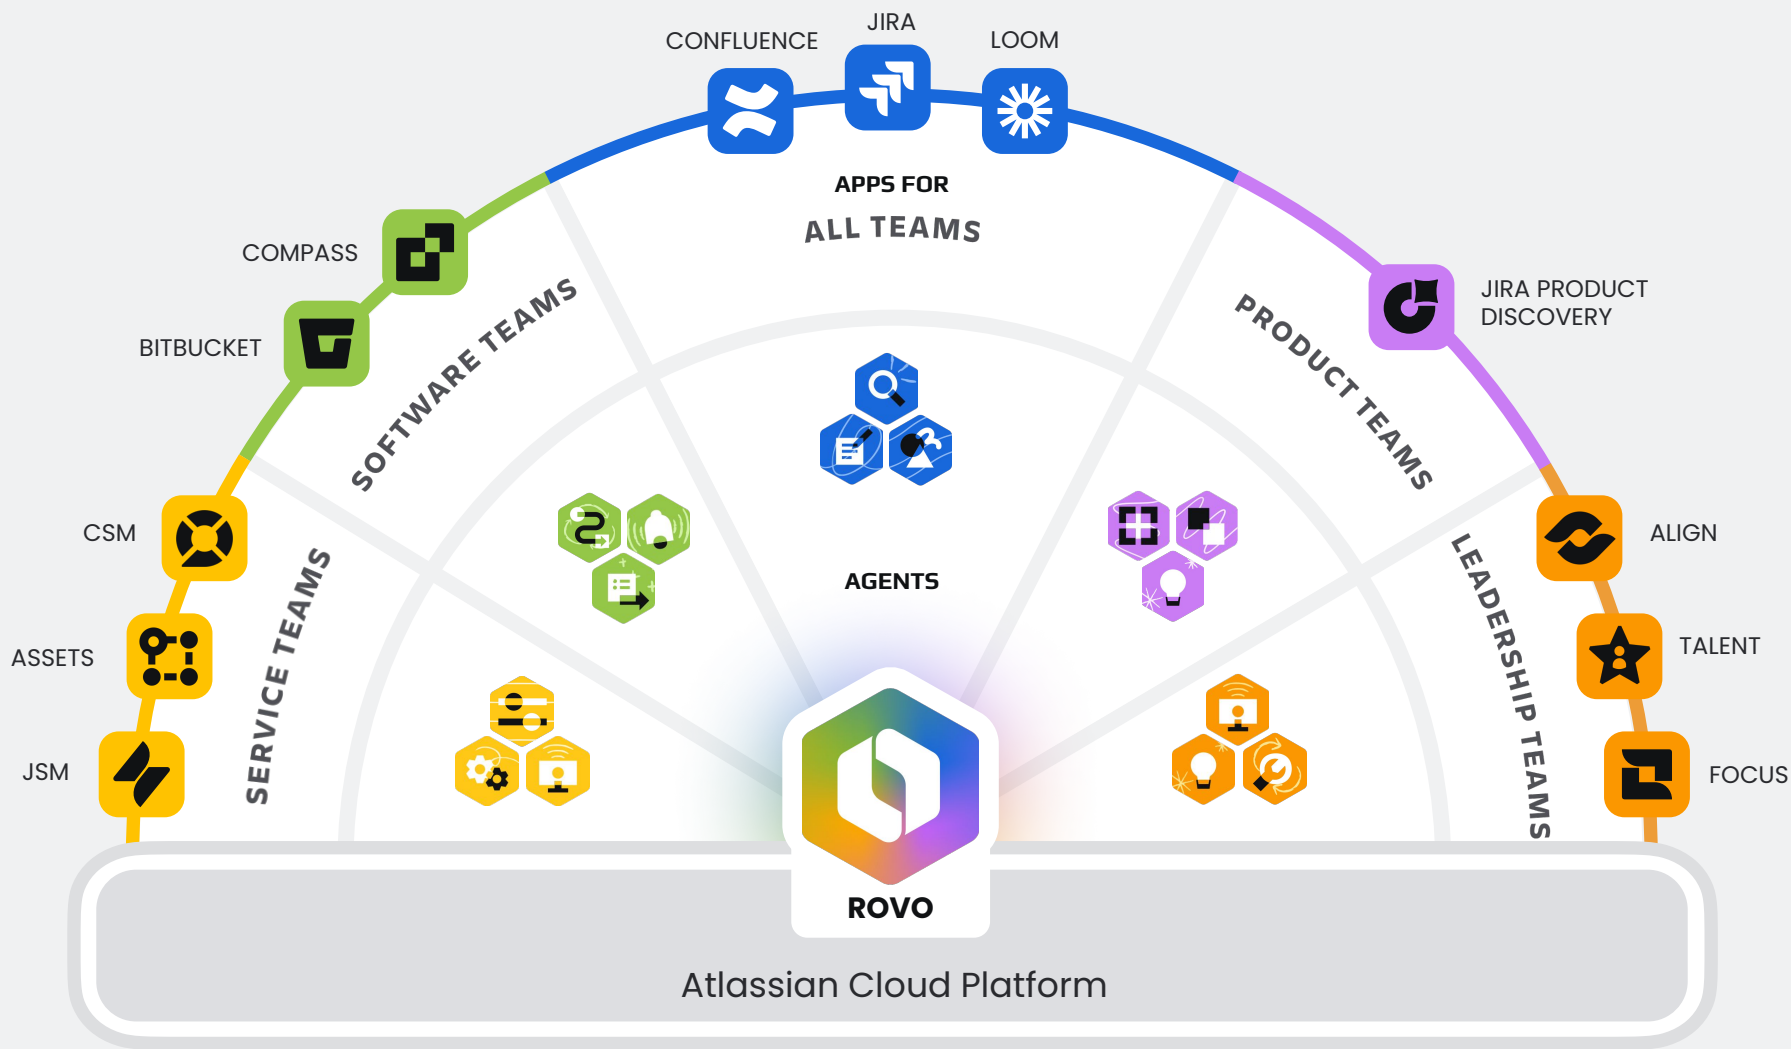 JIRA
CONFLUENCE
LOOM
APPS FOR
ALL TEAMS
COMPASS
BITBUCKET
SOFTWARE TEAMS
PRODUCT TEAMS
JIRA PRODUCT
DISCOVERY
CSM
ASSETS
JSM
SERVICE TEAMS
AGENTS
LEADERSHIP TEAMS
ALIGN
TALENT
FOCUS
ROVO
Atlassian Cloud Platform